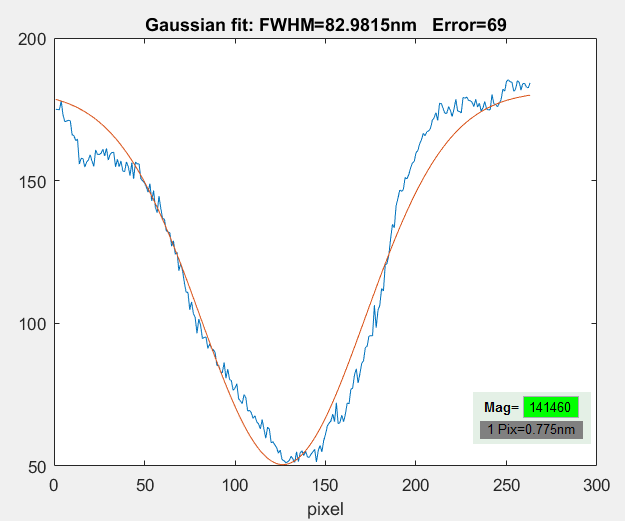 Gaussian fit: FWHM=82.9815nm   Error=69
200
150
100
50
0 50 100 150 200 250 300
pixel
Mag= 141460
1 Pix=0.775nm